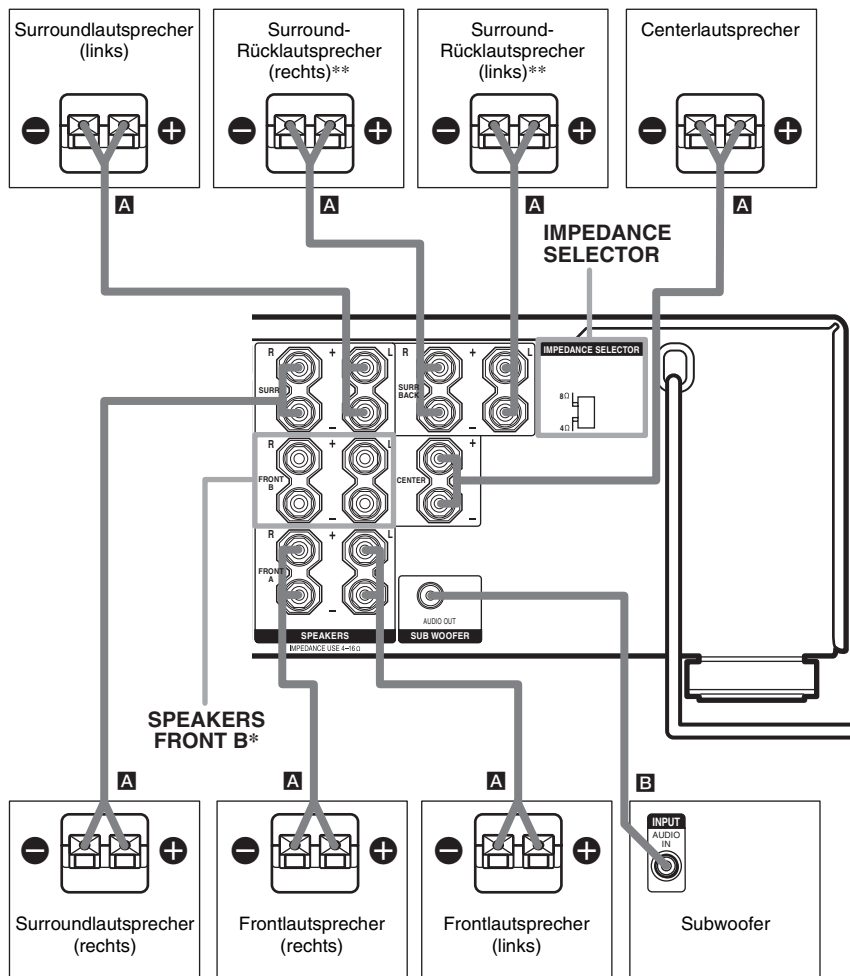 Surroundlautsprecher
(links)
Surround-
Rücklautsprecher
(rechts)**
Surround-
Rücklautsprecher
(links)**
Centerlautsprecher
A
A
A
A
IMPEDANCE
SELECTOR
R + L
SURR
–
R + L
SURR
BACK
–
IMPEDANCE SELECTOR
8Ω
4Ω
R + L
FRONT
B
–
+
CENTER
–
R + L
FRONT
A
–
AUDIO OUT
SPEAKERS
SUB WOOFER
IMPEDANCE USE 4–16Ω
SPEAKERS
FRONT B*
A
A
A
B
INPUT
AUDIO
IN
Surroundlautsprecher
(rechts)
Frontlautsprecher
(rechts)
Frontlautsprecher
(links)
Subwoofer